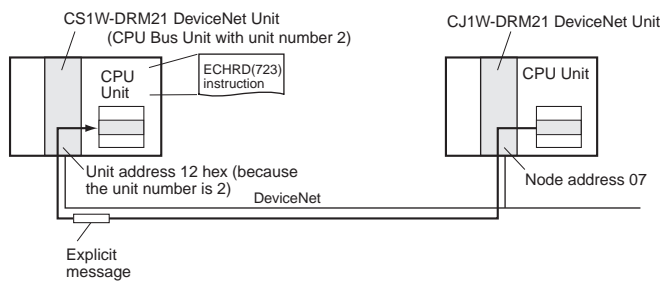 CS1W-DRM21 DeviceNet Unit
(CPU Bus Unit with unit number 2)
CJ1W-DRM21 DeviceNet Unit
CPU
Unit
ECHRD(723)
instruction
CPU Unit
Unit address 12 hex (because
the unit number is 2)
Node address 07
DeviceNet
Explicit
message